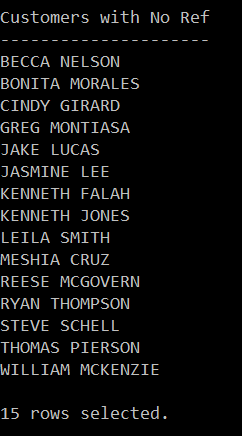 Customers with No Ref
---------------------
BECCA NELSON
BONITA MORALES
CINDY GIRARD
GREG MONTIASA
JAKE LUCAS
JASMINE LEE
KENNETH FALAH
KENNETH JONES
LEILA SMITH
MESHIA CRUZ
REESE MCGOVERN
RYAN THOMPSON
STEVE SCHELL
THOMAS PIERSON
WILLIAM MCKENZIE
15 rows selected.